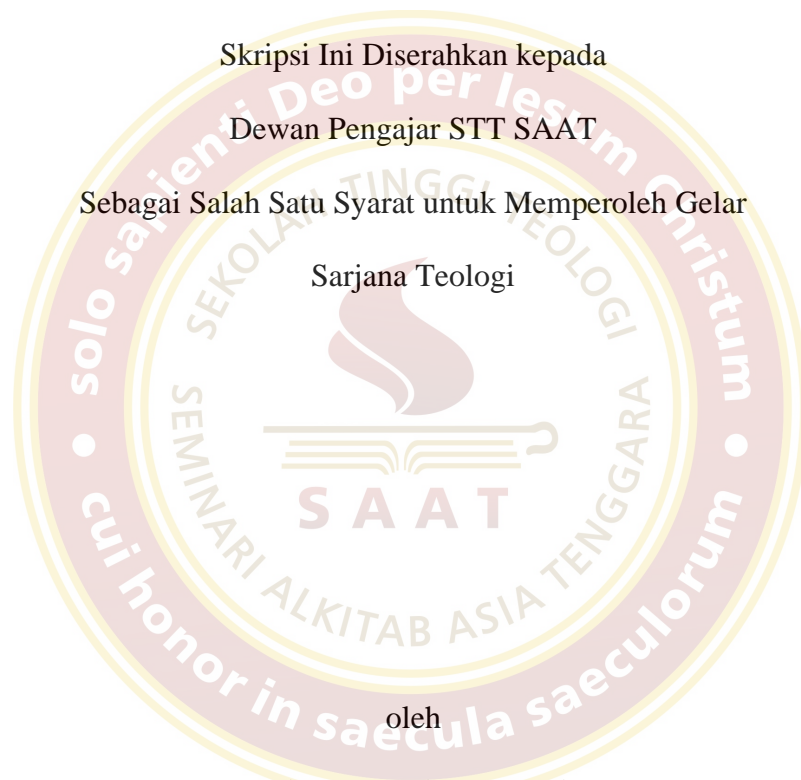 Skripsi Ini Diserahkan kepada
Dewan Pengajar STT SAAT
Sebagai Salah Satu Syarat untuk Memperoleh Gelar
Sarjana Teologi
solo sapienti Deo per Iesum Christum
SEKOLAH TINGGI TEOLOGI
SEMINARI ALKITAB ASIA TENGGARA
SAAT
cui honor in saecula saeculorum
oleh